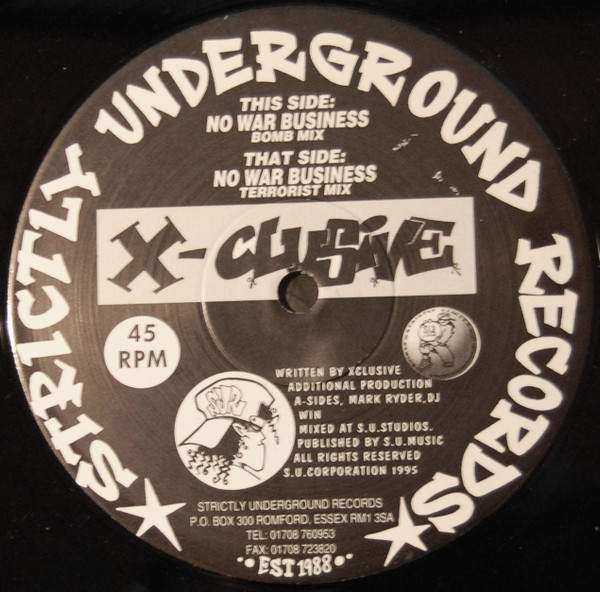 STRICTLY UNDERGROUND RECORDS
THIS SIDE:
NO WAR BUSINESS
BOMB MIX
THAT SIDE:
NO WAR BUSINESS
TERRORIST MIX
X-CLUSIVE
45
RPM
WRITTEN BY XCLUSIVE
ADDITIONAL PRODUCTION
A-SIDES, MARK RYDER,DJ
WIN
MIXED AT S.U.STUDIOS.
PUBLISHED BY S.U.MUSIC
ALL RIGHTS RESERVED
S.U.CORPORATION 1995
SUR
STRICTLY UNDERGROUND RECORDS
P.O. BOX 300 ROMFORD, ESSEX RM1 3SA
TEL: 01708 760953
FAX: 01708 723820
EST 1988